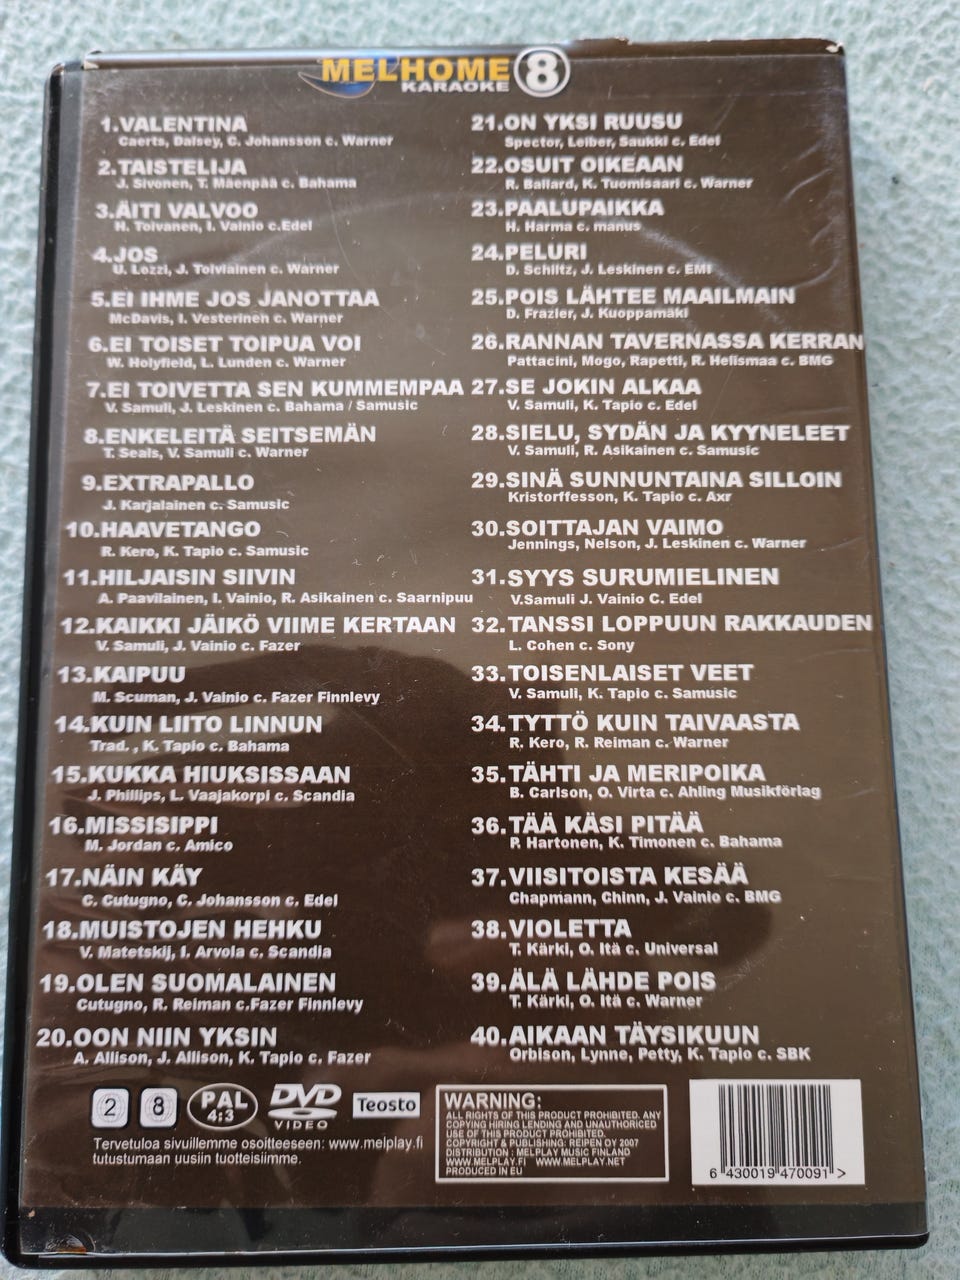 MELHOME 8
KARAOKE
1.VALENTINA
Caerts, Dalsey, C. Johansson c. Warner
2.TAISTELIJA
J. Sivonen, T. Mäenpää c. Bahama
3.ÄITI VALVOO
H. Toivanen, I. Vainio c.Edel
4.JOS
U. Lozzi, J. Toiviainen c. Warner
5.EI IHME JOS JANOTTAA
McDavis, I. Vesterinen c. Warner
6.EI TOISET TOIPUA VOI
W. Holyfield, L. Lunden c. Warner
7.EI TOIVETTA SEN KUMMEMPAA
V. Samuli, J. Leskinen c. Bahama / Samusic
8.ENKELEITÄ SEITSEMÄN
T. Seals, V. Samuli c. Warner
9.EXTRAPALLO
J. Karjalainen c. Samusic
10.HAAVETANGO
R. Kero, K. Tapio c. Samusic
11.HILJAISIN SIIVIN
A. Paavilainen, I. Vainio, R. Asikainen c. Saarnipuu
12.KAIKKI JÄIKÖ VIIME KERTAAN
V. Samuli, J. Vainio c. Fazer
13.KAIPUU
M. Scuman, J. Vainio c. Fazer Finnlevy
14.KUIN LIITO LINNUN
Trad. , K. Tapio c. Bahama
15.KUKKA HIUKSISSAAN
J. Phillips, L. Vaajakorpi c. Scandia
16.MISSISIPPI
M. Jordan c. Amico
17.NÄIN KÄY
C. Cutugno, C. Johansson c. Edel
18.MUISTOJEN HEHKU
V. Matetskij, I. Arvola c. Scandia
19.OLEN SUOMALAINEN
Cutugno, R. Reiman c.Fazer Finnlevy
20.OON NIIN YKSIN
A. Allison, J. Allison, K. Tapio c. Fazer
21.ON YKSI RUUSU
Spector, Leiber, Saukki c. Edel
22.OSUIT OIKEAAN
R. Ballard, K. Tuomisaari c. Warner
23.PAALUPAIKKA
H. Harma c. manus
24.PELURI
D. Schlitz, J. Leskinen c. EMI
25.POIS LÄHTEE MAAILMAIN
D. Frazier, J. Kuoppamäki
26.RANNAN TAVERNASSA KERRAN
Pattacini, Mogo, Rapetti, R. Helismaa c. BMG
27.SE JOKIN ALKAA
V. Samuli, K. Tapio c. Edel
28.SIELU, SYDÄN JA KYYNELEET
V. Samuli, R. Asikainen c. Samusic
29.SINÄ SUNNUNTAINA SILLOIN
Kristorffesson, K. Tapio c. Axr
30.SOITTAJAN VAIMO
Jennings, Nelson, J. Leskinen c. Warner
31.SYYS SURUMIELINEN
V.Samuli J. Vainio C. Edel
32.TANSSI LOPPUUN RAKKAUDEN
L. Cohen c. Sony
33.TOISENLAISET VEET
V. Samuli, K. Tapio c. Samusic
34.TYTTÖ KUIN TAIVAASTA
R. Kero, R. Reiman c. Warner
35.TÄHTI JA MERIPOIKA
B. Carlson, O. Virta c. Ahling Musikförlag
36.TÄÄ KÄSI PITÄÄ
P. Hartonen, K. Timonen c. Bahama
37.VIISITOISTA KESÄÄ
Chapmann, Chinn, J. Vainio c. BMG
38.VIOLETTA
T. Kärki, O. Itä c. Universal
39.ÄLÄ LÄHDE POIS
T. Kärki, O. Itä c. Warner
40.AIKAAN TÄYSIKUUN
Orbison, Lynne, Petty, K. Tapio c. SBK
2 8 PAL 4:3 DVD VIDEO Teosto
Tervetuloa sivuillemme osoitteeseen: www.melplay.fi
tutustumaan uusiin tuotteisiimme.
WARNING:
ALL RIGHTS OF THIS PRODUCT PROHIBITED. ANY
COPYING HIRING LENDING AND UNAUTHORICED
USE OF THIS PRODUCT PROHIBITED.
COPYRIGHT & PUBLISHING: REIPEN OY 2007
DISTRIBUTION : MELPLAY MUSIC FINLAND
WWW.MELPLAY.FI WWW.MELPLAY.NET
PRODUCED IN EU
6 430019 470091 >